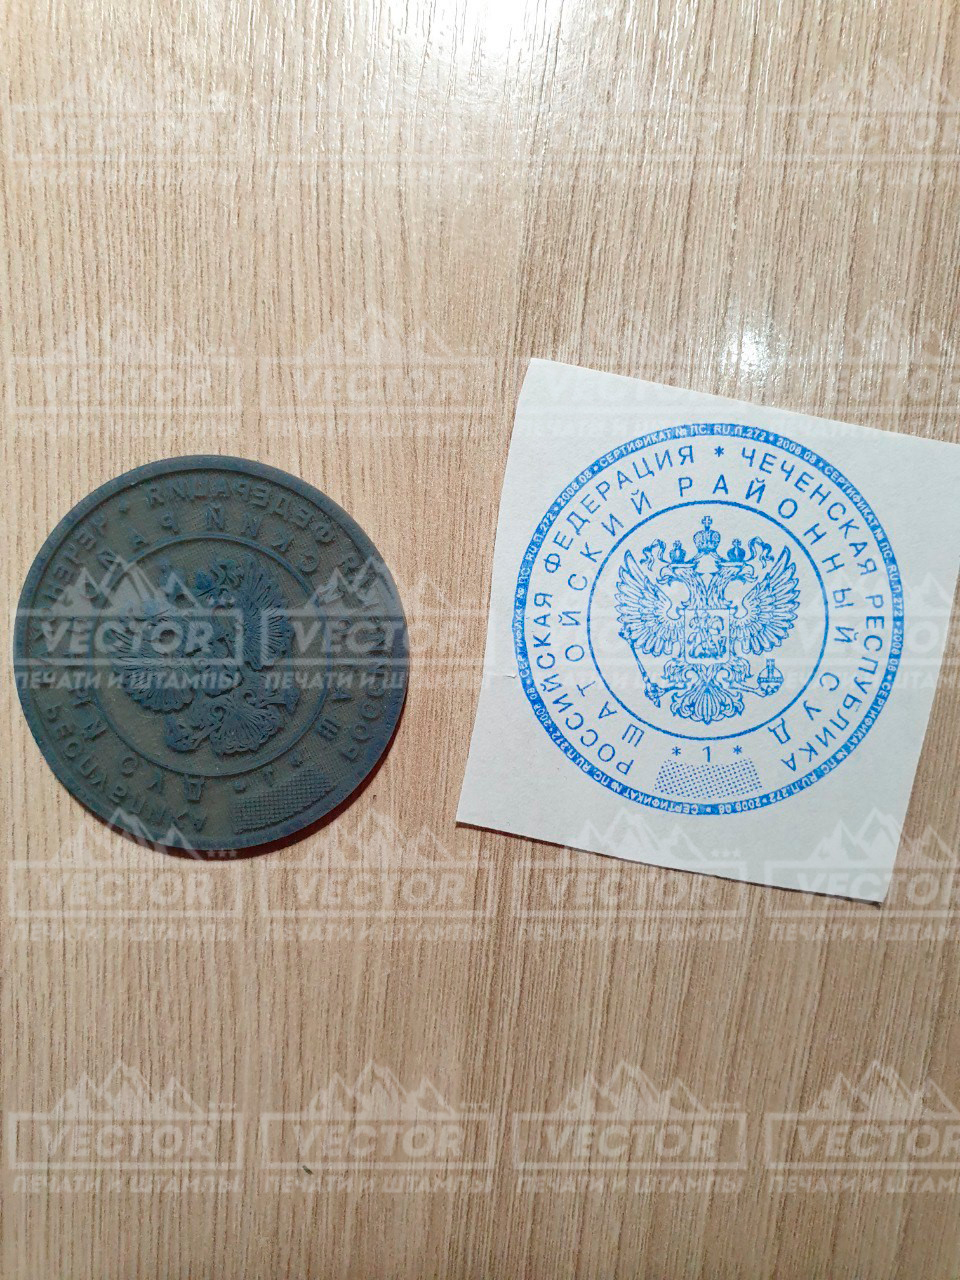 VECTOR
ПЕЧАТИ И ШТАМПЫ
РОССИЙСКАЯ ФЕДЕРАЦИЯ * ЧЕЧЕНСКАЯ РЕСПУБЛИКА
ШАТОЙСКИЙ РАЙОННЫЙ СУД
* 1 *
СЕРТИФИКАТ № ПС. RU.П.272 * 2008.08 *